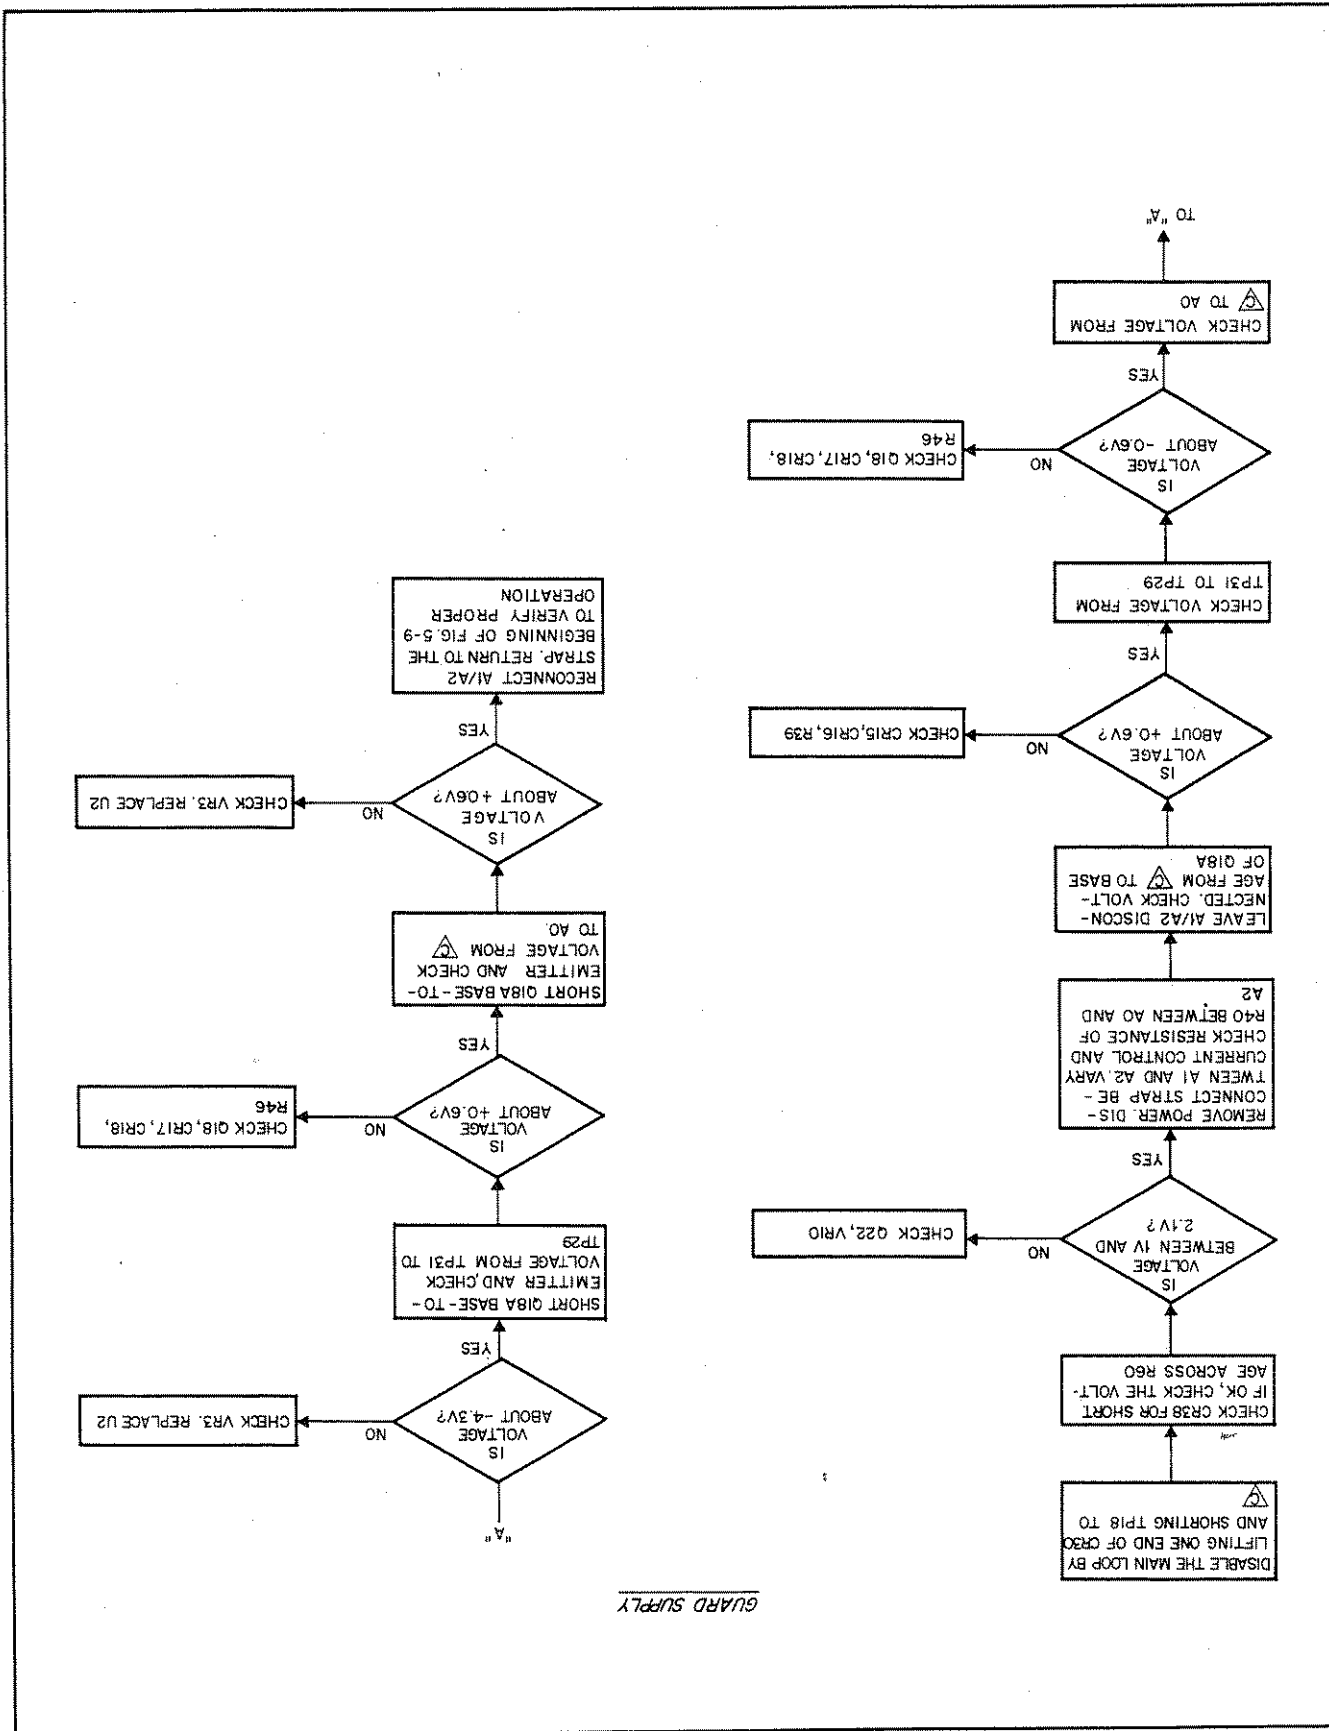 GUARD SUPPLY
DISABLE THE MAIN LOOP BY
LIFTING ONE END OF CR30
AND SHORTING TP18 TO
C
CHECK CR38 FOR SHORT.
IF OK, CHECK THE VOLT-
AGE ACROSS R60
IS
VOLTAGE
BETWEEN 1V AND
2.1V?
NO
CHECK Q22, VR10
YES
REMOVE POWER. DIS-
CONNECT STRAP BE-
TWEEN A1 AND A2. VARY
CURRENT CONTROL AND
CHECK RESISTANCE OF
R40 BETWEEN A0 AND
A2
LEAVE A1/A2 DISCON-
NECTED. CHECK VOLT-
AGE FROM C TO BASE
OF Q18A
IS
VOLTAGE
ABOUT +0.6V?
NO
CHECK CR15, CR16, R39
YES
CHECK VOLTAGE FROM
TP31 TO TP29
IS
VOLTAGE
ABOUT -0.6V?
NO
CHECK Q18, CR17, CR18,
R46
YES
CHECK VOLTAGE FROM
C TO A0
TO "A"
"A"
IS
VOLTAGE
ABOUT -4.3V?
NO
CHECK VR3. REPLACE U2
YES
SHORT Q18A BASE-TO-
EMITTER AND CHECK
VOLTAGE FROM TP31 TO
TP29
IS
VOLTAGE
ABOUT +0.6V?
NO
CHECK Q18, CR17, CR18,
R46
YES
SHORT Q18A BASE-TO-
EMITTER AND CHECK
VOLTAGE FROM C
TO A0.
IS
VOLTAGE
ABOUT +0.6V?
NO
CHECK VR3. REPLACE U2
YES
RECONNECT A1/A2
STRAP. RETURN TO THE
BEGINNING OF FIG. 5-9
TO VERIFY PROPER
OPERATION